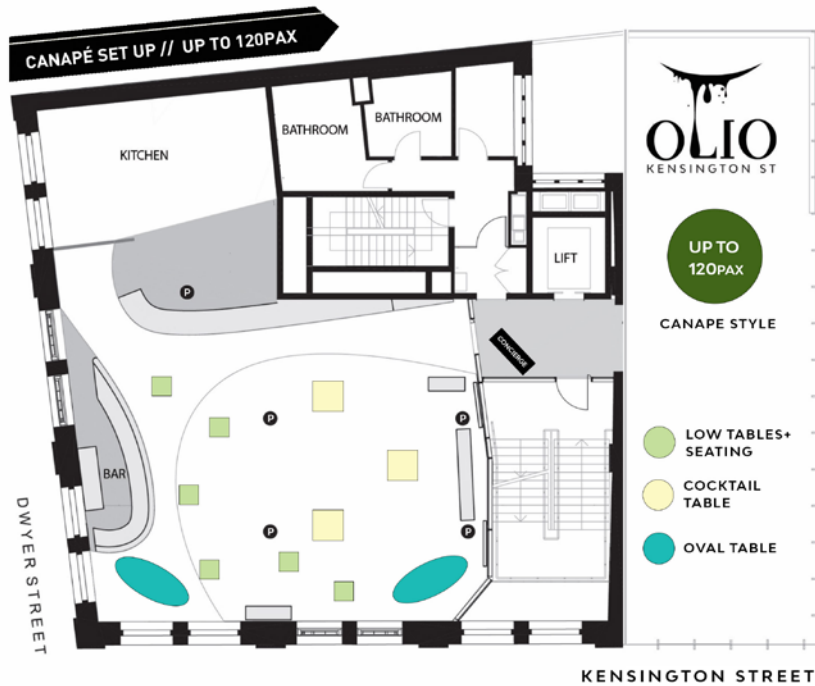 CANAPÉ SET UP // UP TO 120PAX
OLIO
KENSINGTON ST
UP TO
120PAX
CANAPE STYLE
LOW TABLES+
SEATING
COCKTAIL
TABLE
OVAL TABLE
KITCHEN
BATHROOM
BATHROOM
LIFT
CONCIERGE
BAR
P
P
P
P
P
DWYER STREET
KENSINGTON STREET